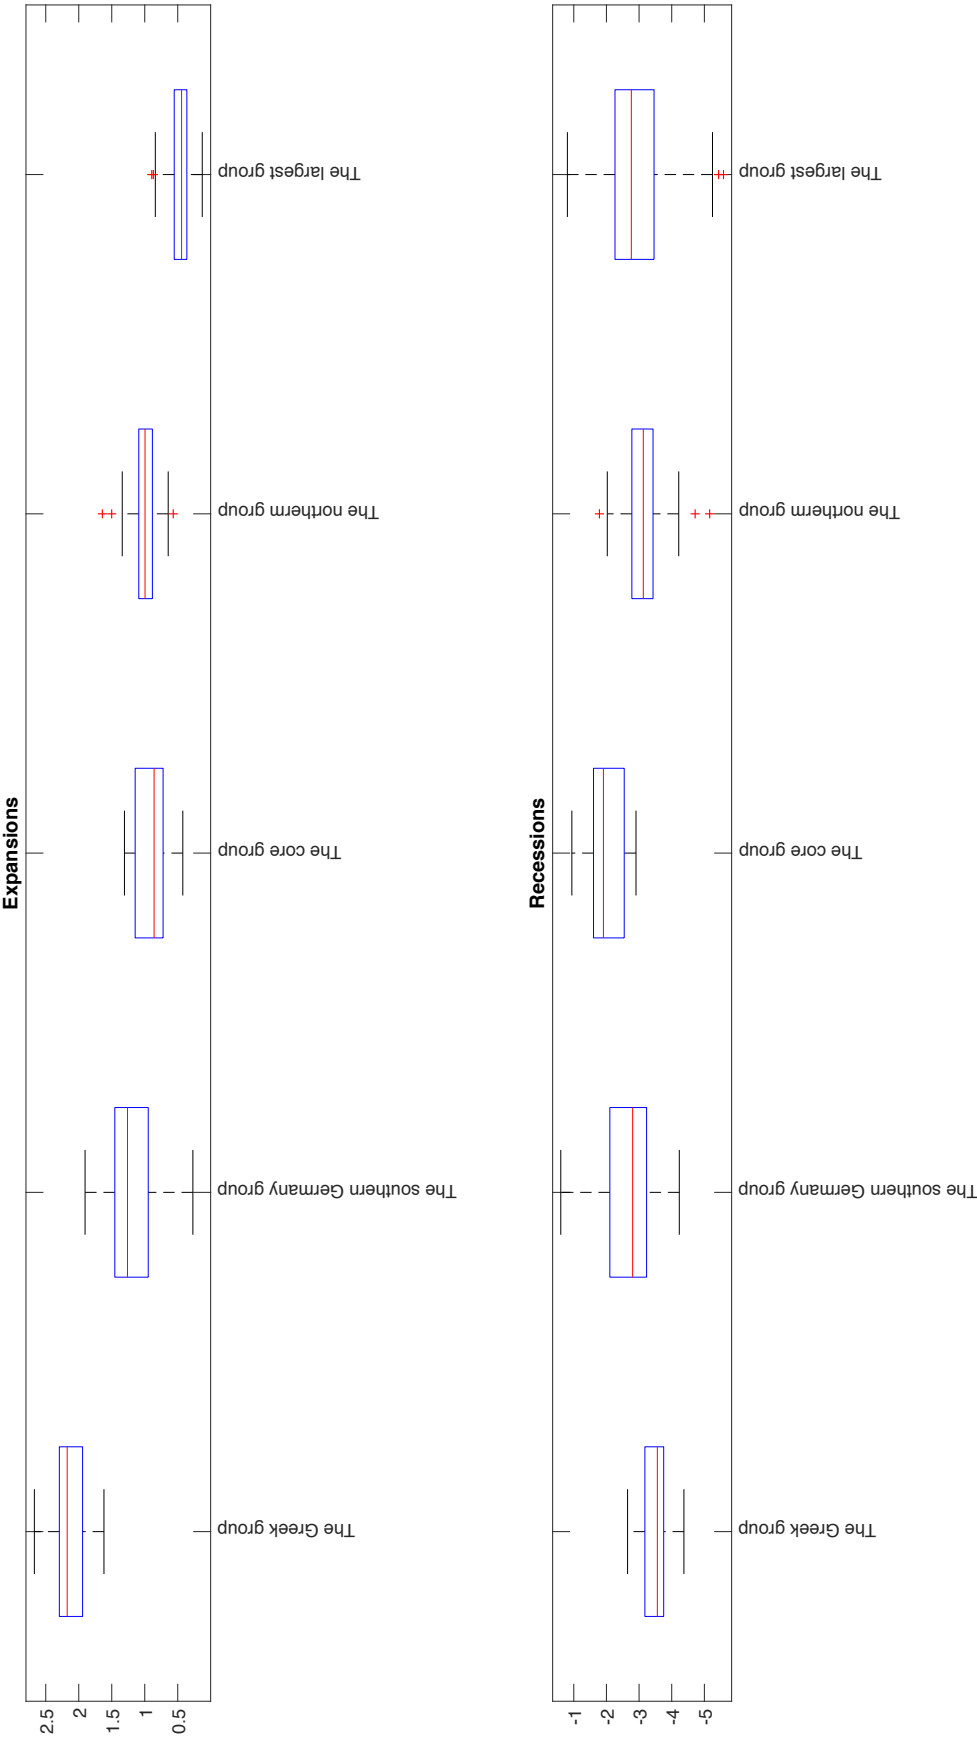 Expansions
2.5
2
1.5
1
0.5
The Greek group
The southern Germany group
The core group
The northerm group
The largest group
Recessions
-1
-2
-3
-4
-5
The Greek group
The southern Germany group
The core group
The northerm group
The largest group